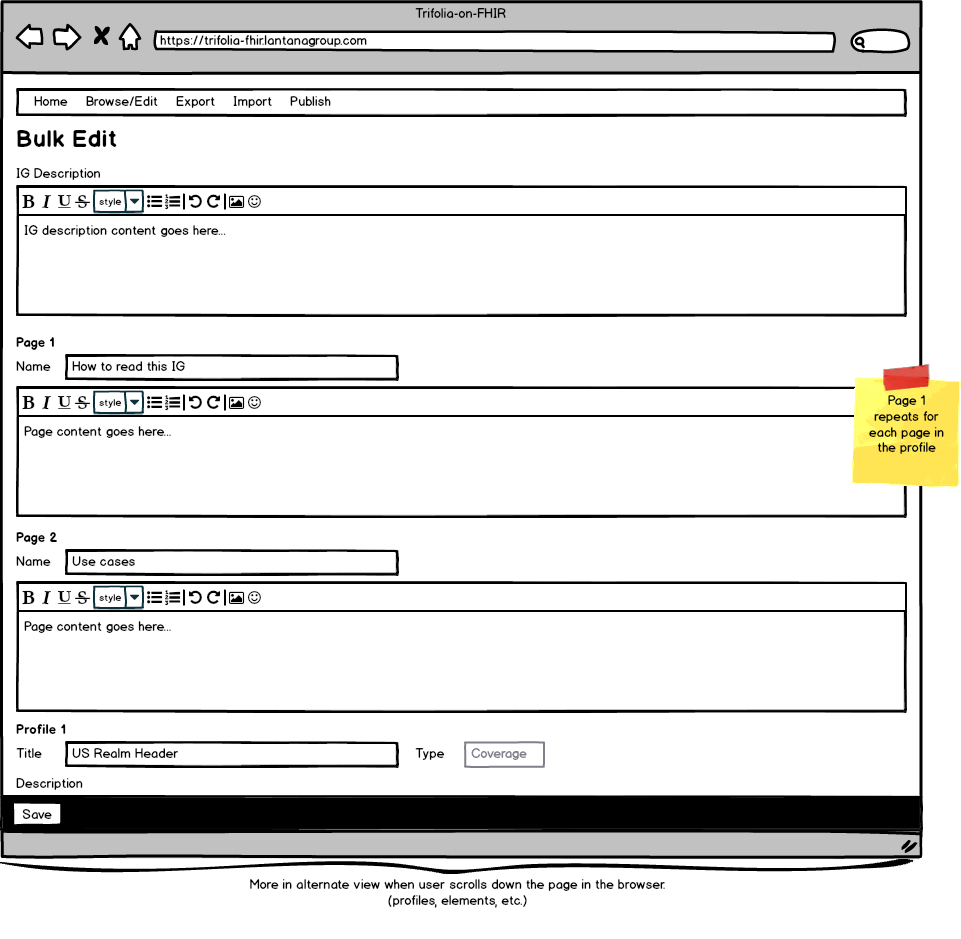 Trifolia-on-FHIR
https://trifolia-fhir.lantanagroup.com
Home Browse/Edit Export Import Publish
Bulk Edit
IG Description
B I U S style
IG description content goes here...
Page 1
Name How to read this IG
B I U S style
Page content goes here...
Page 1
repeats for
each page in
the profile
Page 2
Name Use cases
B I U S style
Page content goes here...
Profile 1
Title US Realm Header Type Coverage
Description
Save
More in alternate view when user scrolls down the page in the browser.
(profiles, elements, etc.)